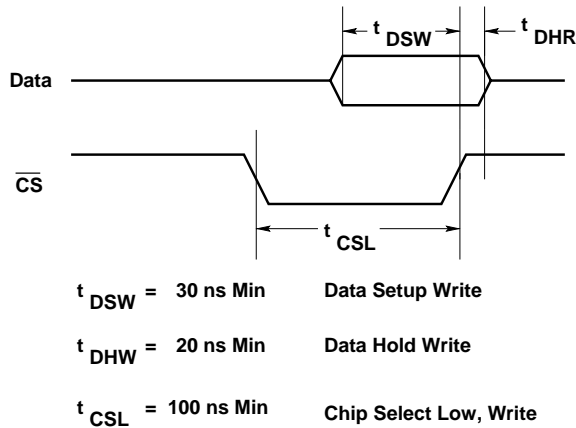 t DSW
t DHR
Data
CS
t CSL
t DSW = 30 ns Min Data Setup Write
t DHW = 20 ns Min Data Hold Write
t CSL = 100 ns Min Chip Select Low, Write